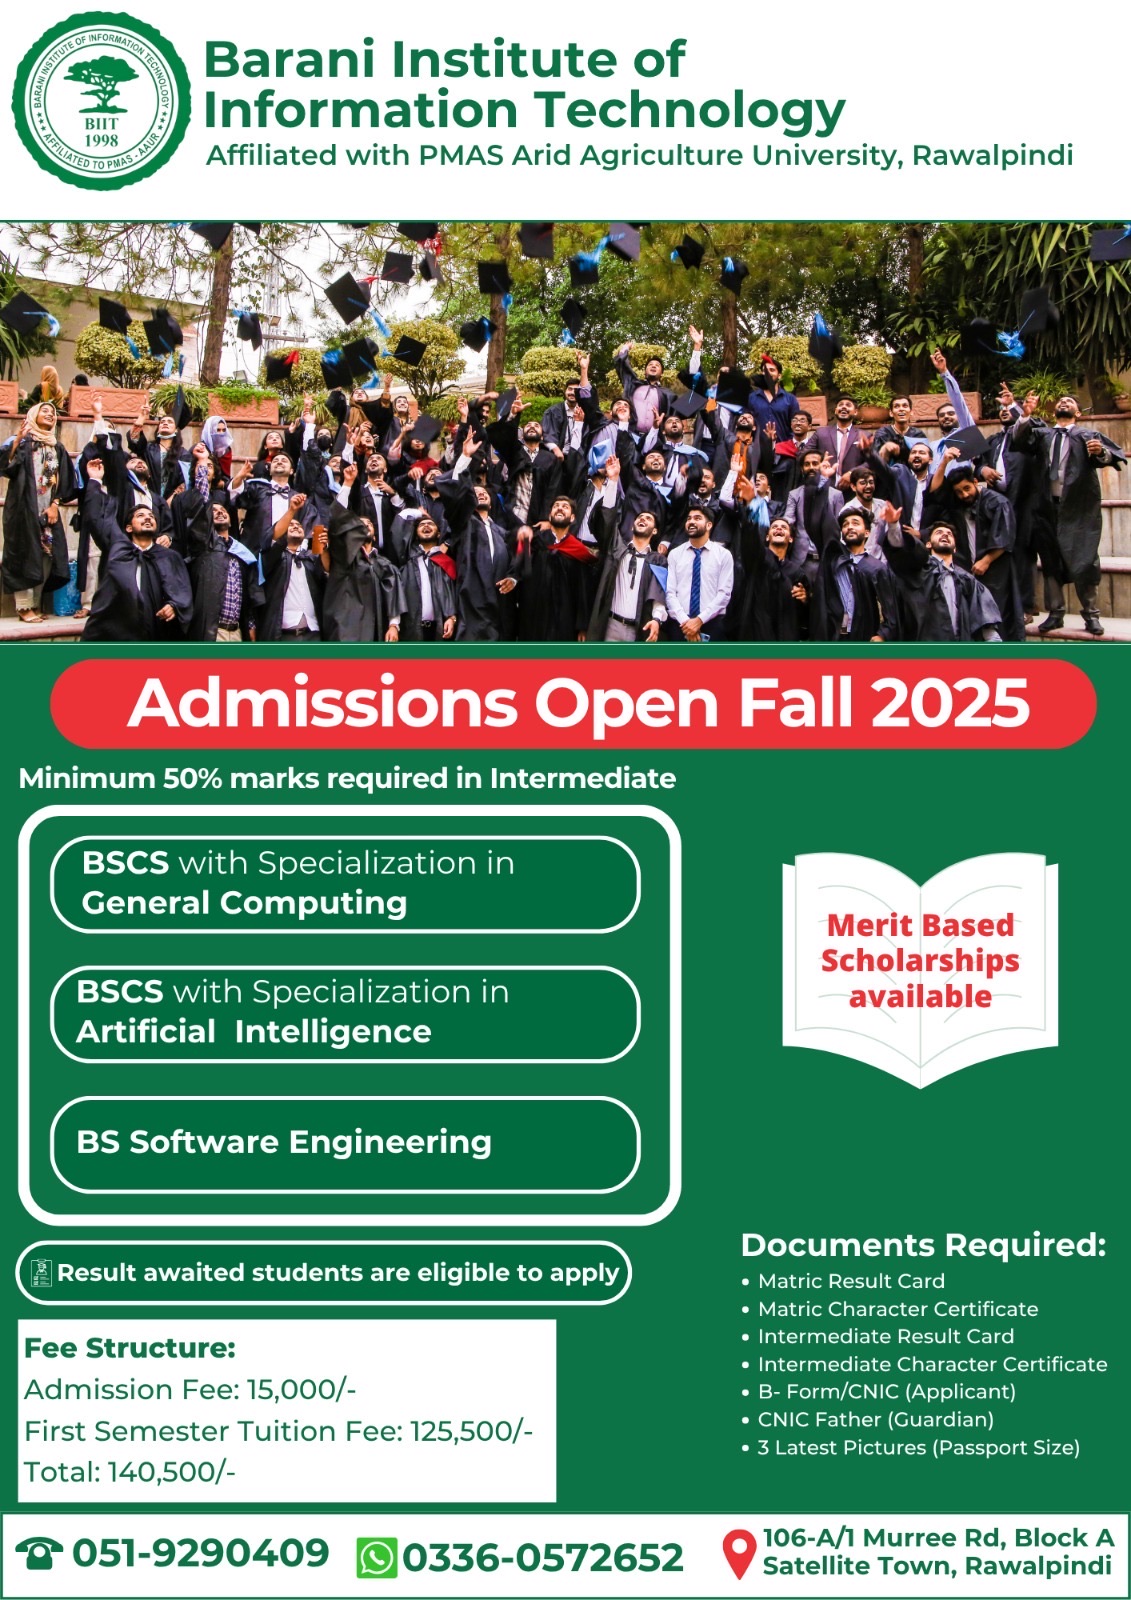 BARANI INSTITUTE OF INFORMATION TECHNOLOGY
BIIT
1998
AFFILIATED TO PMAS - AAUR
Barani Institute of
Information Technology
Affiliated with PMAS Arid Agriculture University, Rawalpindi
Admissions Open Fall 2025
Minimum 50% marks required in Intermediate
BSCS with Specialization in
General Computing
BSCS with Specialization in
Artificial Intelligence
BS Software Engineering
Merit Based
Scholarships
available
Result awaited students are eligible to apply
Fee Structure:
Admission Fee: 15,000/-
First Semester Tuition Fee: 125,500/-
Total: 140,500/-
Documents Required:
• Matric Result Card
• Matric Character Certificate
• Intermediate Result Card
• Intermediate Character Certificate
• B- Form/CNIC (Applicant)
• CNIC Father (Guardian)
• 3 Latest Pictures (Passport Size)
051-9290409
0336-0572652
106-A/1 Murree Rd, Block A
Satellite Town, Rawalpindi